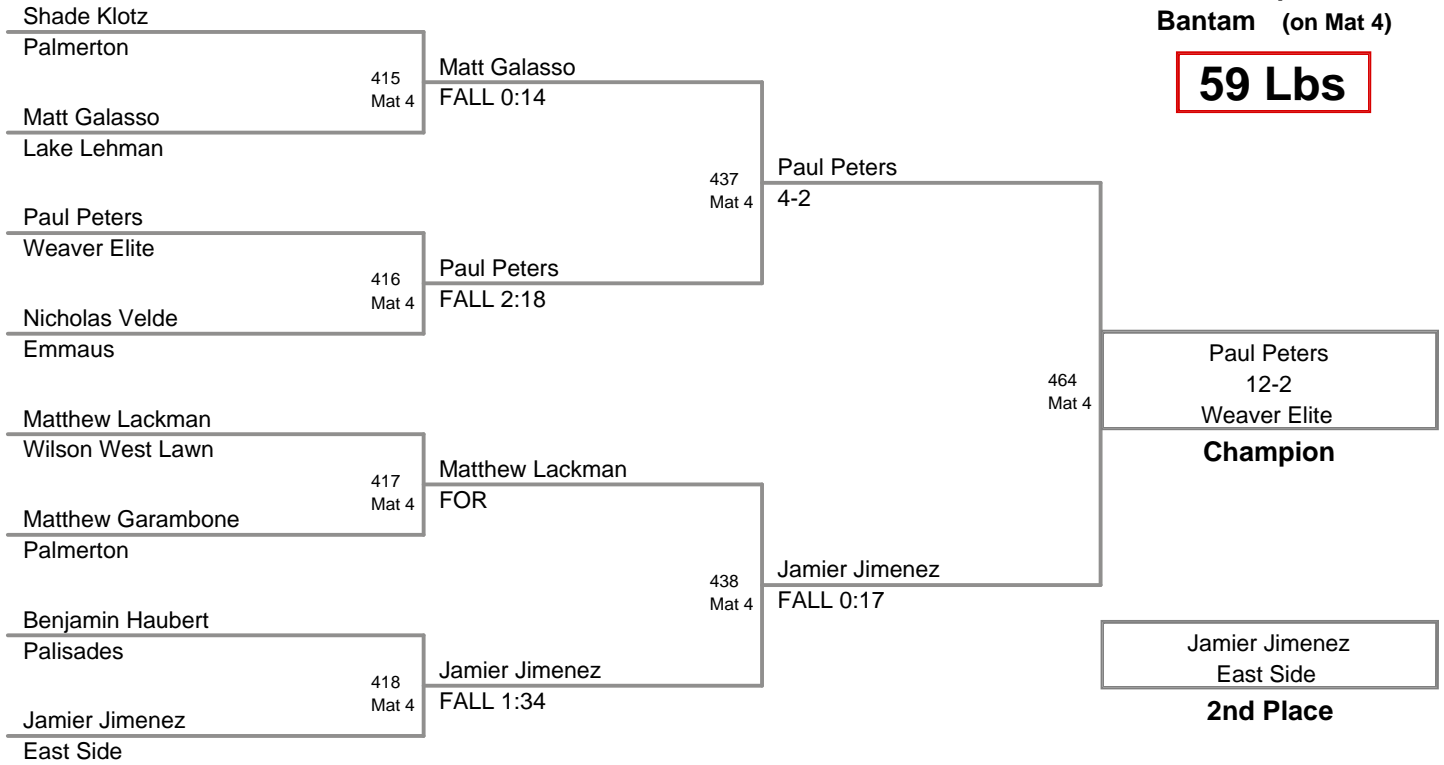 Bantam (on Mat 4)
59 Lbs
Shade Klotz
Palmerton
415
Mat 4
Matt Galasso
FALL 0:14
Matt Galasso
Lake Lehman
437
Mat 4
Paul Peters
4-2
Paul Peters
Weaver Elite
416
Mat 4
Paul Peters
FALL 2:18
Nicholas Velde
Emmaus
464
Mat 4
Paul Peters
12-2
Weaver Elite
Champion
Matthew Lackman
Wilson West Lawn
417
Mat 4
Matthew Lackman
FOR
Matthew Garambone
Palmerton
438
Mat 4
Jamier Jimenez
FALL 0:17
Benjamin Haubert
Palisades
418
Mat 4
Jamier Jimenez
FALL 1:34
Jamier Jimenez
East Side
Jamier Jimenez
East Side
2nd Place